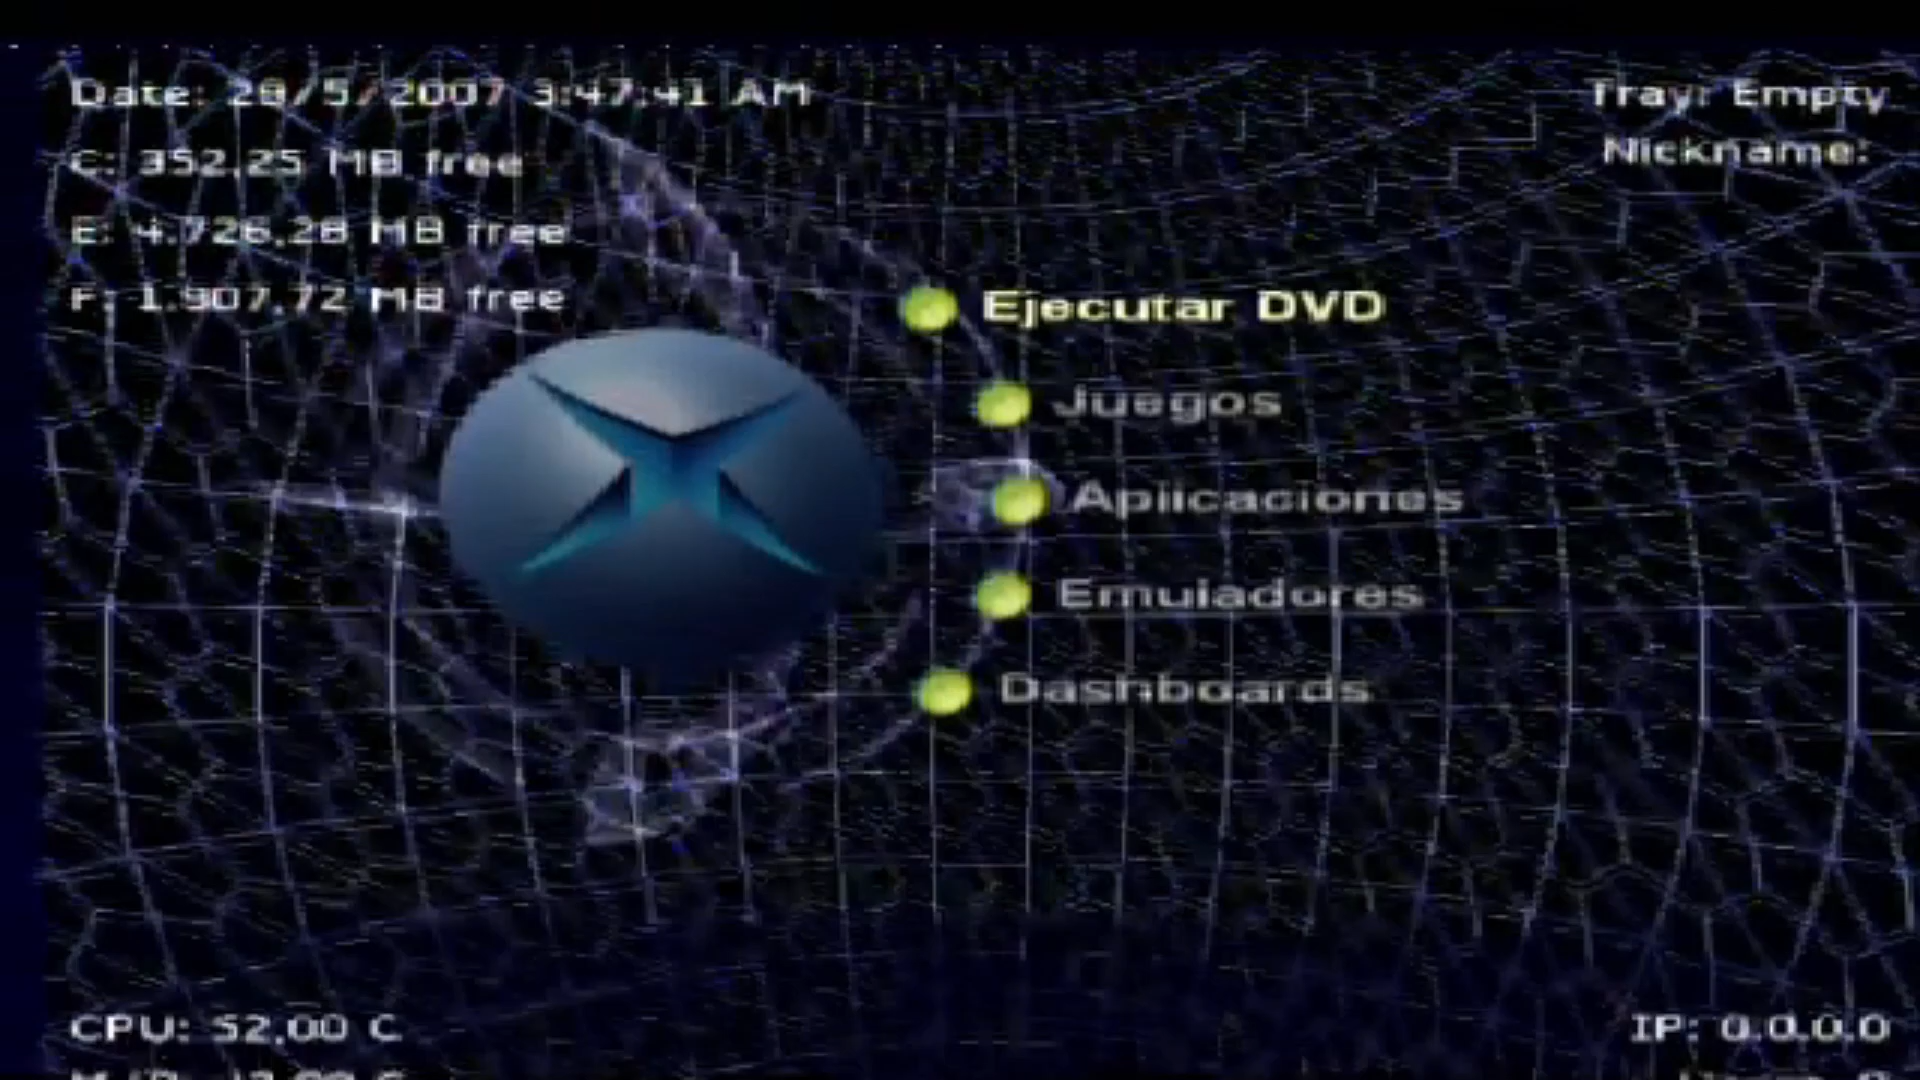 Date: 28/5/2007 3:47:41 AM
Tray: Empty
C: 352.25 MB free
Nickname:
E: 4.726.28 MB free
F: 1.907.72 MB free
Ejecutar DVD
Juegos
Aplicaciones
Emuladores
Dashboards
CPU: 52.00 C
IP: 0.0.0.0